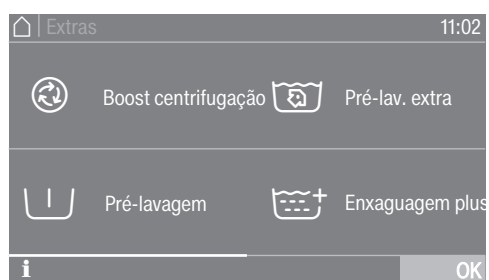 Extras 11:02
Boost centrifugação Pré-lav. extra
Pré-lavagem Enxaguagem plus
i OK